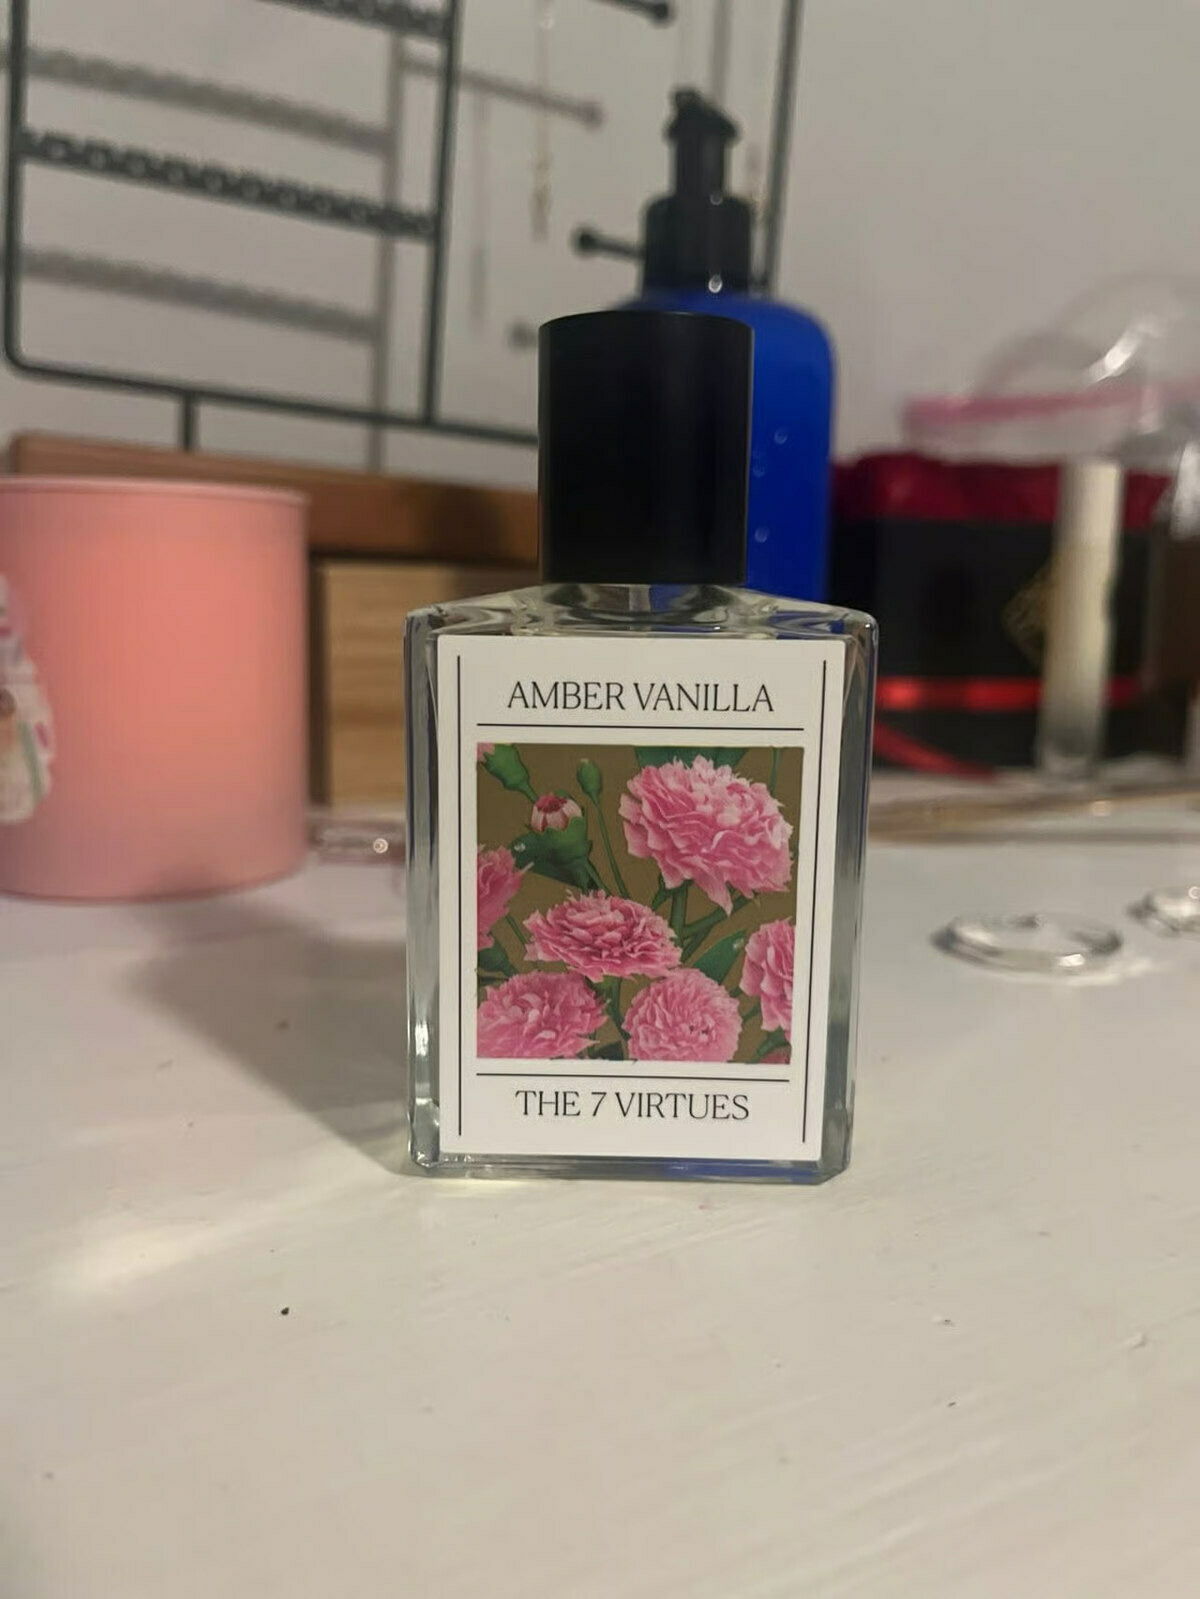 AMBER VANILLA
THE 7 VIRTUES